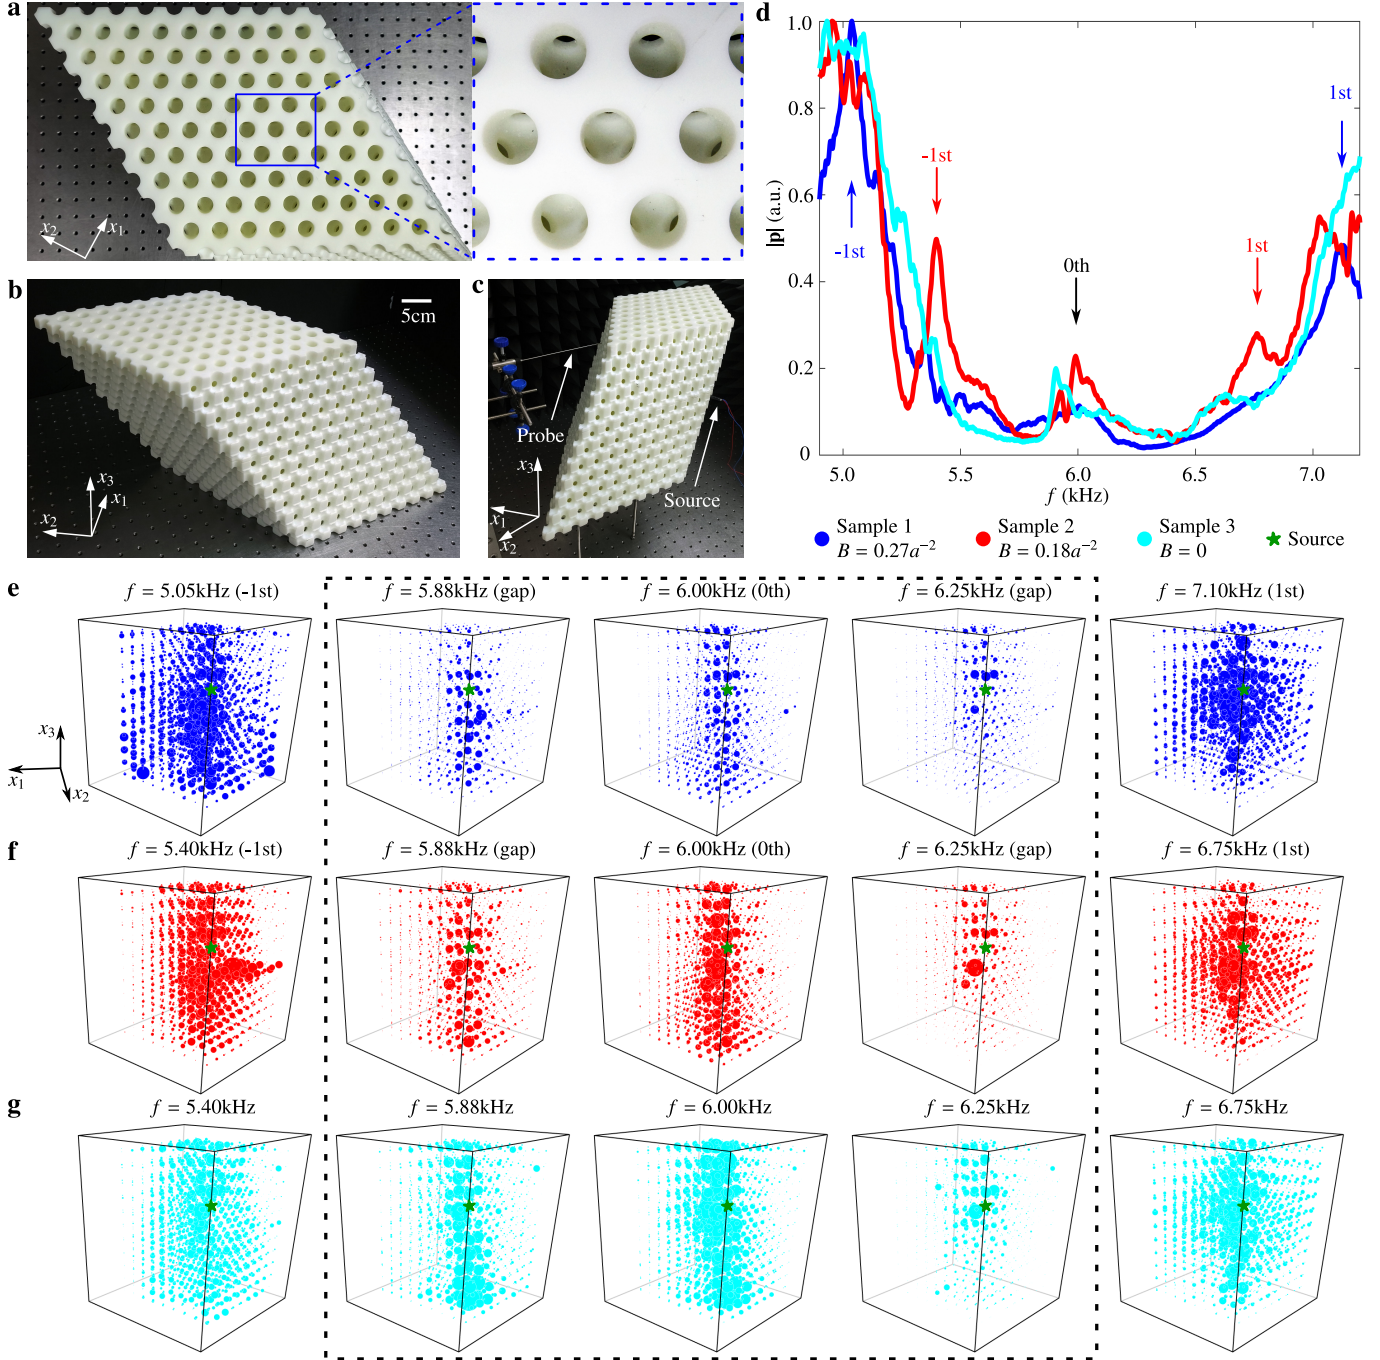 a
x₂
x₁
b
5cm
x₃
x₁
x₂
c
Probe
x₃
x₁
x₂
Source
d
1.0
0.8
0.6
0.4
0.2
0
|p| (a.u.)
-1st
-1st
0th
1st
1st
5.0 5.5 6.0 6.5 7.0
f (kHz)
Sample 1
B = 0.27a⁻²
Sample 2
B = 0.18a⁻²
Sample 3
B = 0
Source
e
f = 5.05kHz (-1st)
f = 5.88kHz (gap)
f = 6.00kHz (0th)
f = 6.25kHz (gap)
f = 7.10kHz (1st)
x₃
x₁
x₂
f
f = 5.40kHz (-1st)
f = 5.88kHz (gap)
f = 6.00kHz (0th)
f = 6.25kHz (gap)
f = 6.75kHz (1st)
g
f = 5.40kHz
f = 5.88kHz
f = 6.00kHz
f = 6.25kHz
f = 6.75kHz